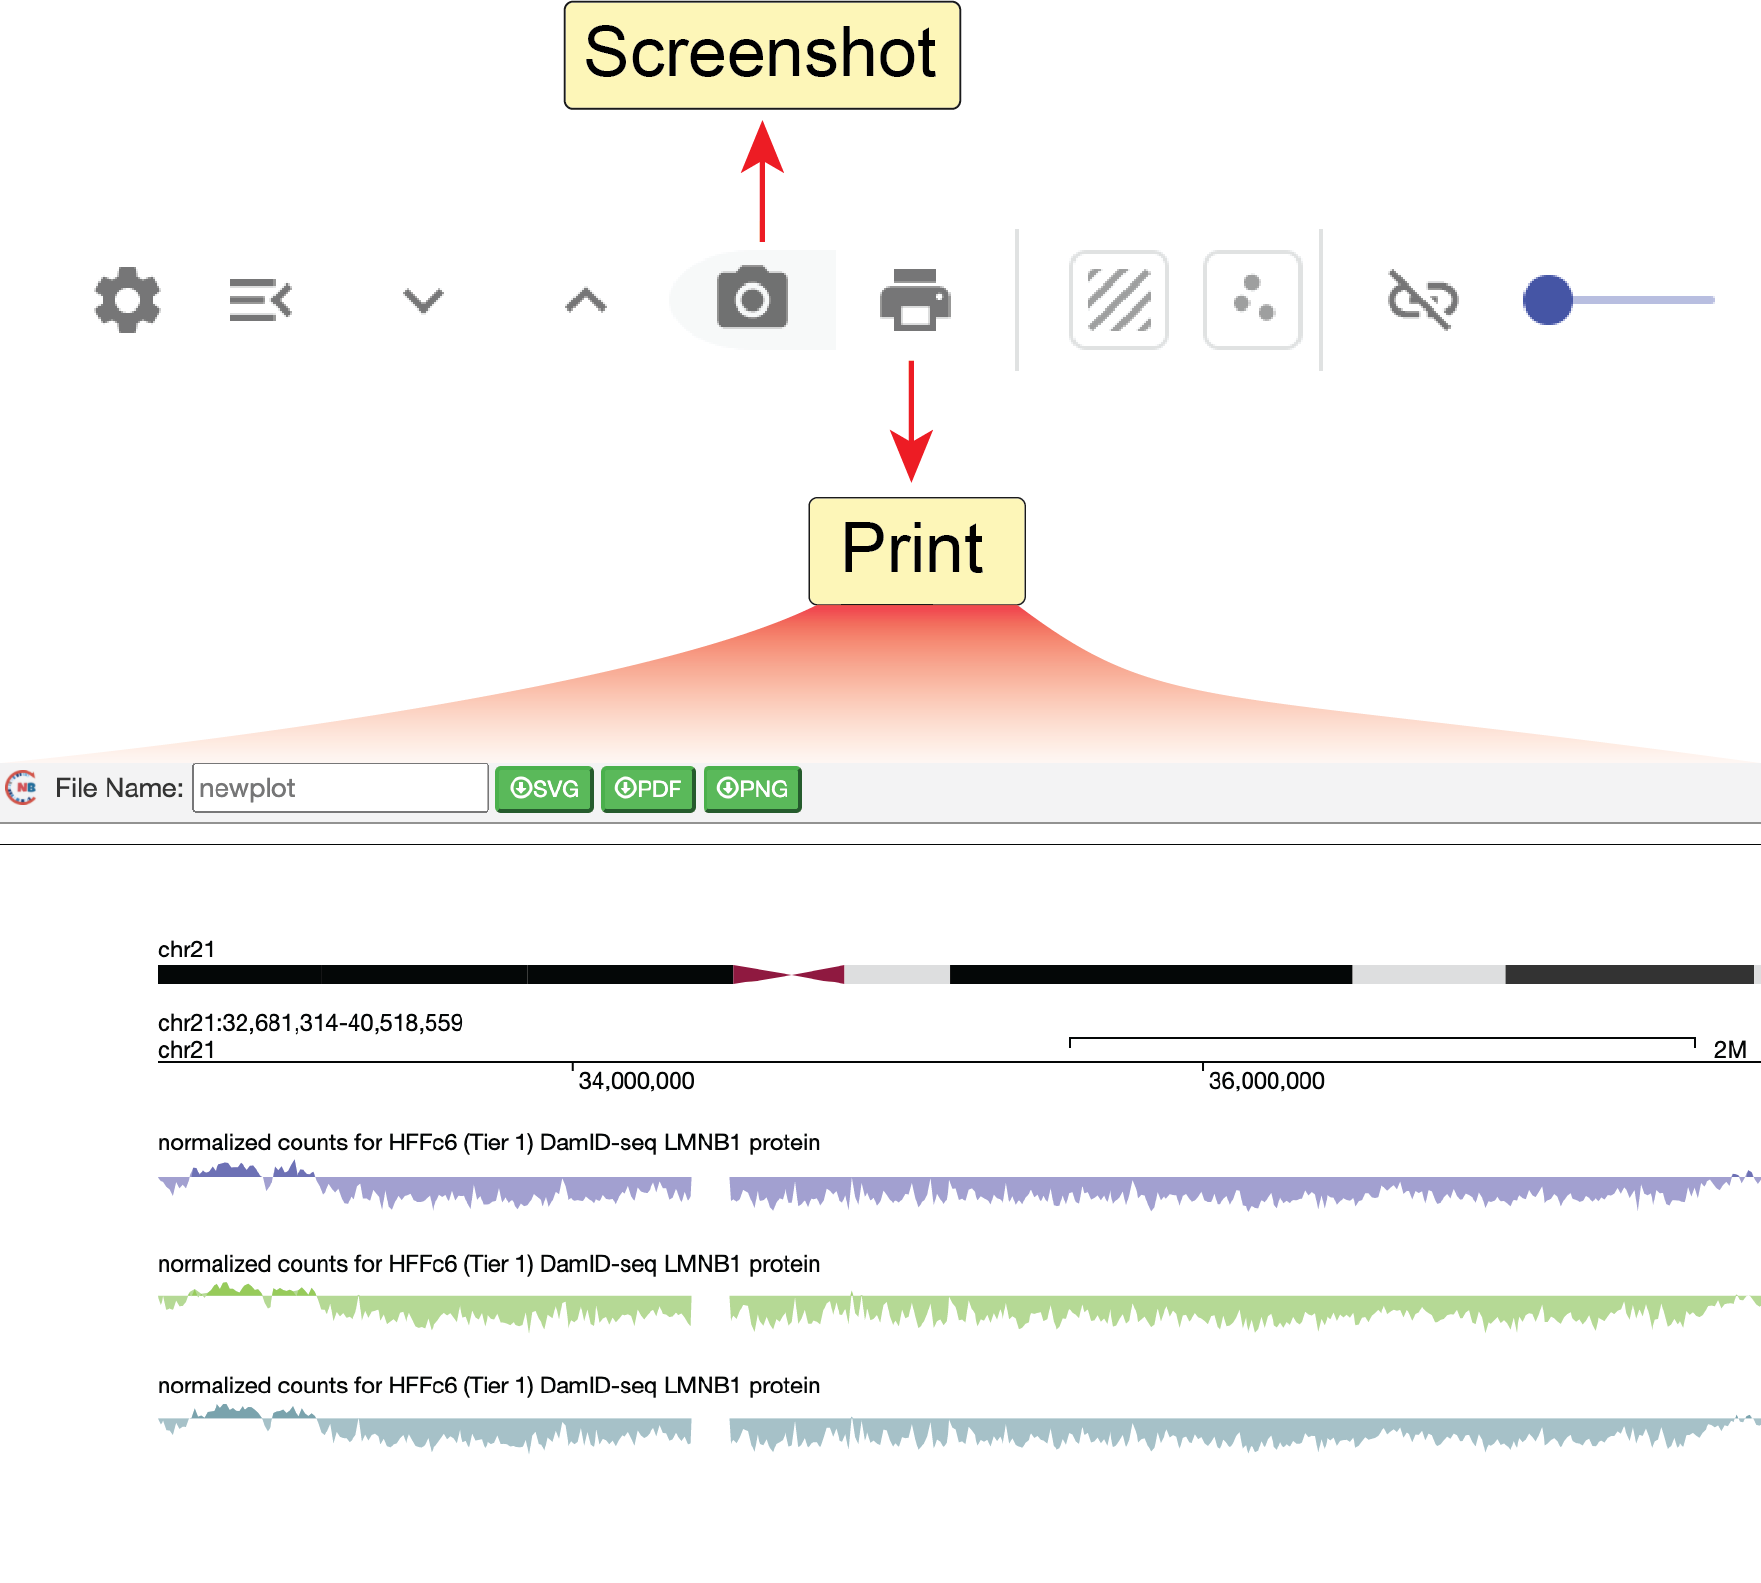 Screenshot
Print
NB
File Name: newplot SVG PDF PNG
chr21
chr21:32,681,314-40,518,559
chr21
2M
34,000,000 36,000,000
normalized counts for HFFc6 (Tier 1) DamID-seq LMNB1 protein
normalized counts for HFFc6 (Tier 1) DamID-seq LMNB1 protein
normalized counts for HFFc6 (Tier 1) DamID-seq LMNB1 protein